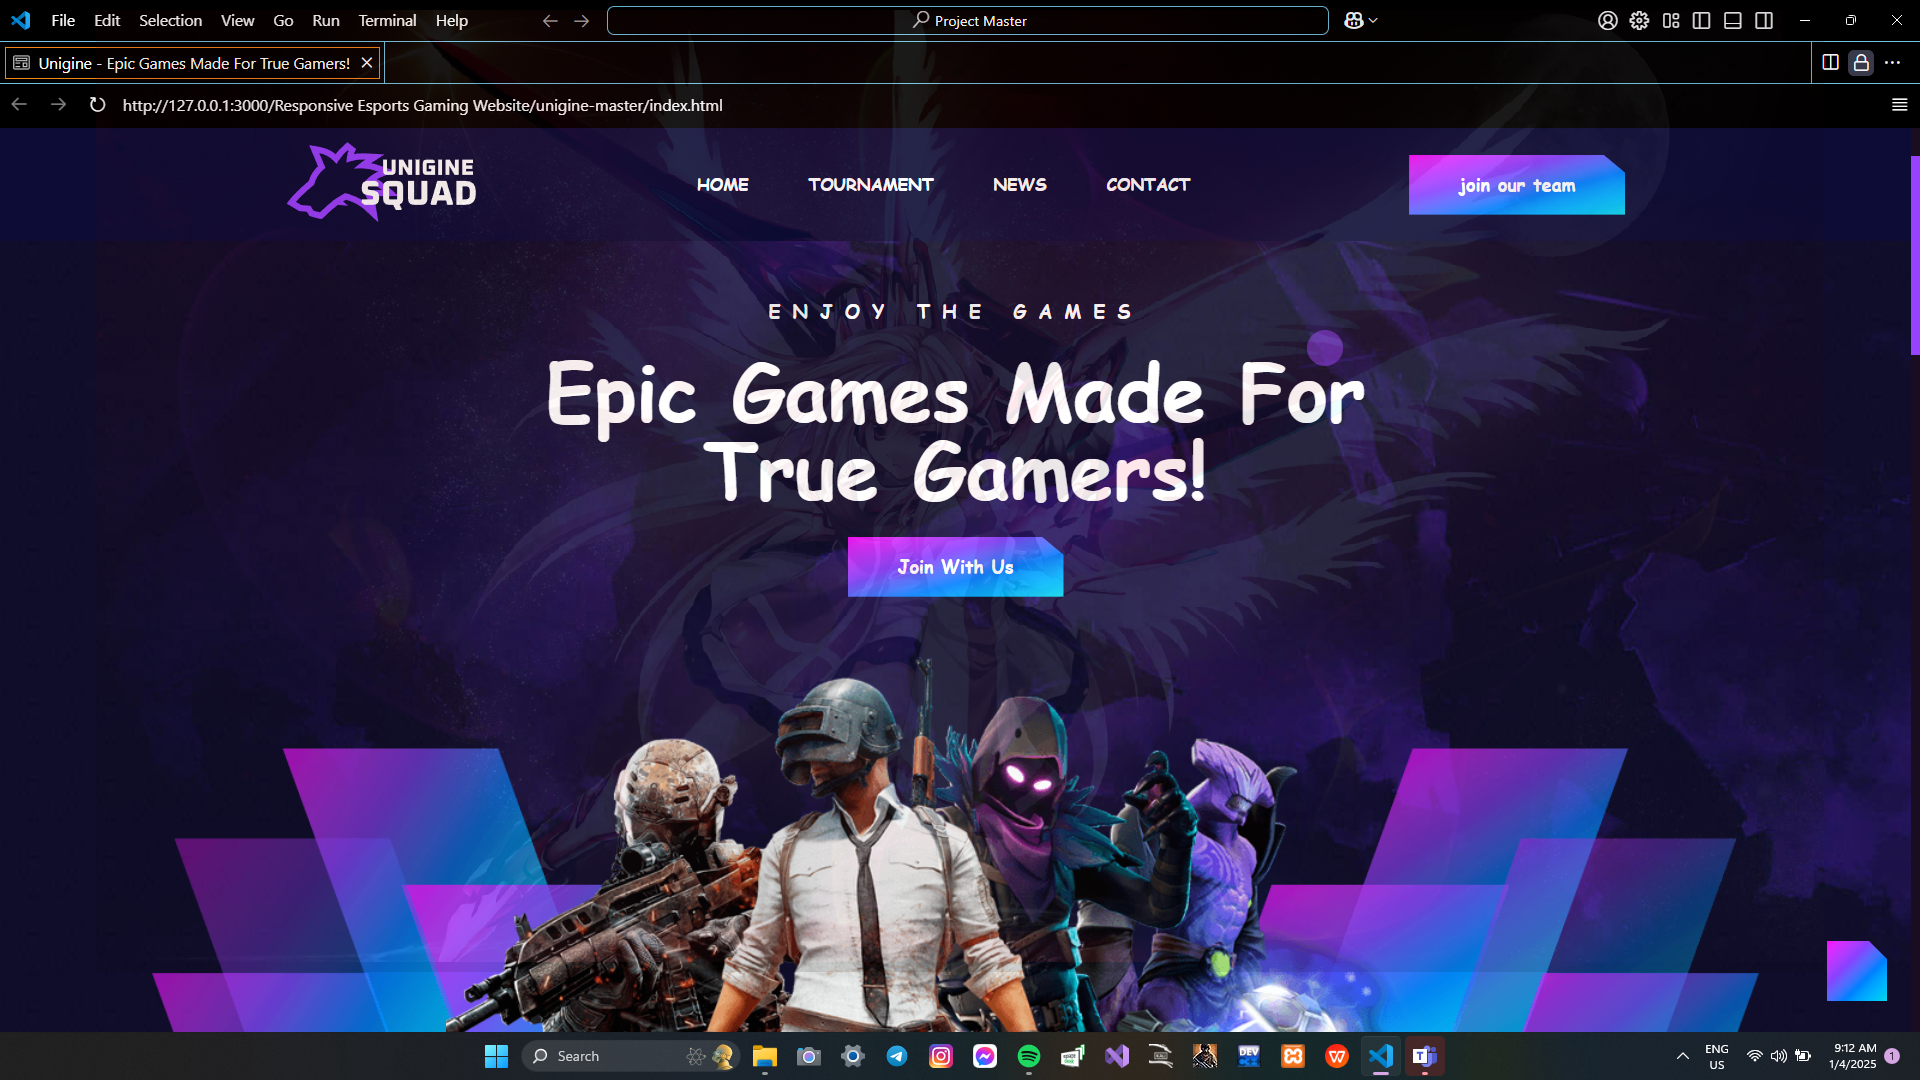 File Edit Selection View Go Run Terminal Help
Project Master
Unigine - Epic Games Made For True Gamers!
http://127.0.0.1:3000/Responsive Esports Gaming Website/unigine-master/index.html
UNIGINE
SQUAD
HOME TOURNAMENT NEWS CONTACT
join our team
ENJOY THE GAMES
Epic Games Made For
True Gamers!
Join With Us
Search
DEV
ENG
US
9:12 AM
1/4/2025
1